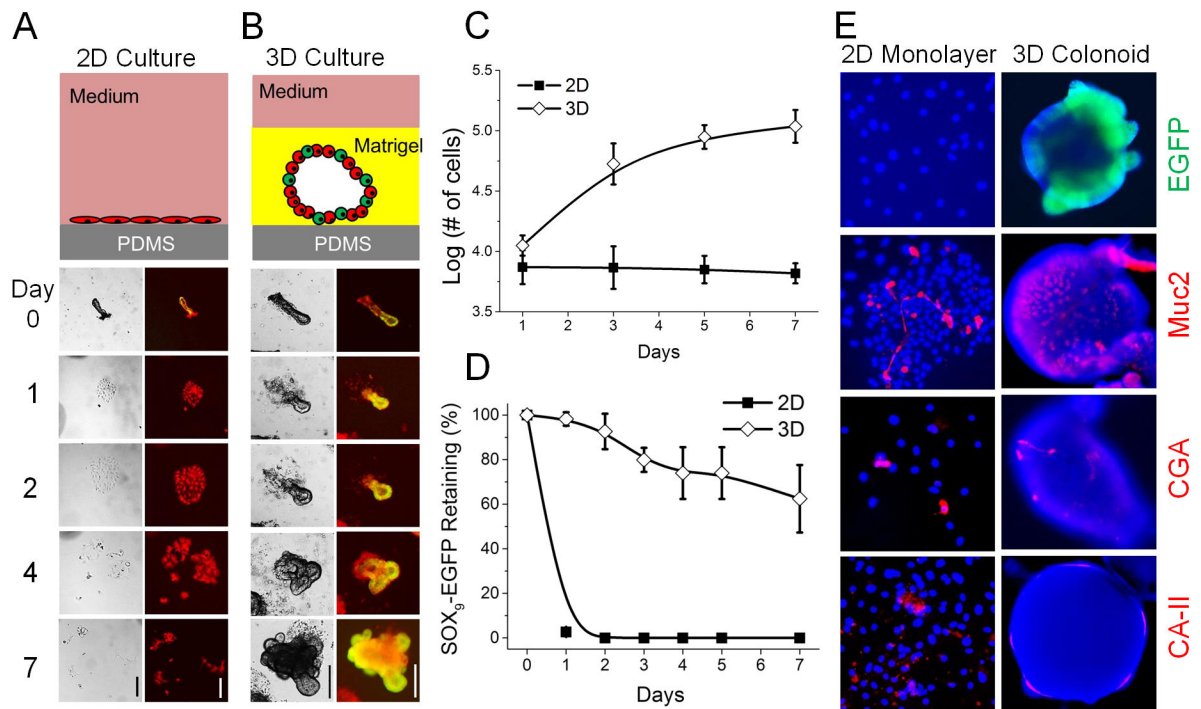 A
2D Culture
Medium
PDMS
Day
0
1
2
4
7
B
3D Culture
Medium
Matrigel
PDMS
C
Log (# of cells)
5.5
5.0
4.5
4.0
3.5
2D
3D
1 2 3 4 5 6 7
Days
D
SOX9-EGFP Retaining (%)
100
80
60
40
20
0
2D
3D
0 1 2 3 4 5 6 7
Days
E
2D Monolayer 3D Colonoid
EGFP
Muc2
CGA
CA-II